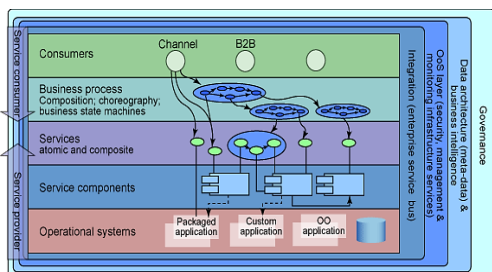 Service consumer
Service provider
Consumers
Channel
B2B
Business process
Composition; choreography;
business state machines
Services
atomic and composite
Service components
Operational systems
Packaged
application
Custom
application
OO
application
Integration (enterprise service bus)
QoS layer (security, management &
monitoring infrastructure services)
Data architecture (meta-date) &
business intelligence
Governance